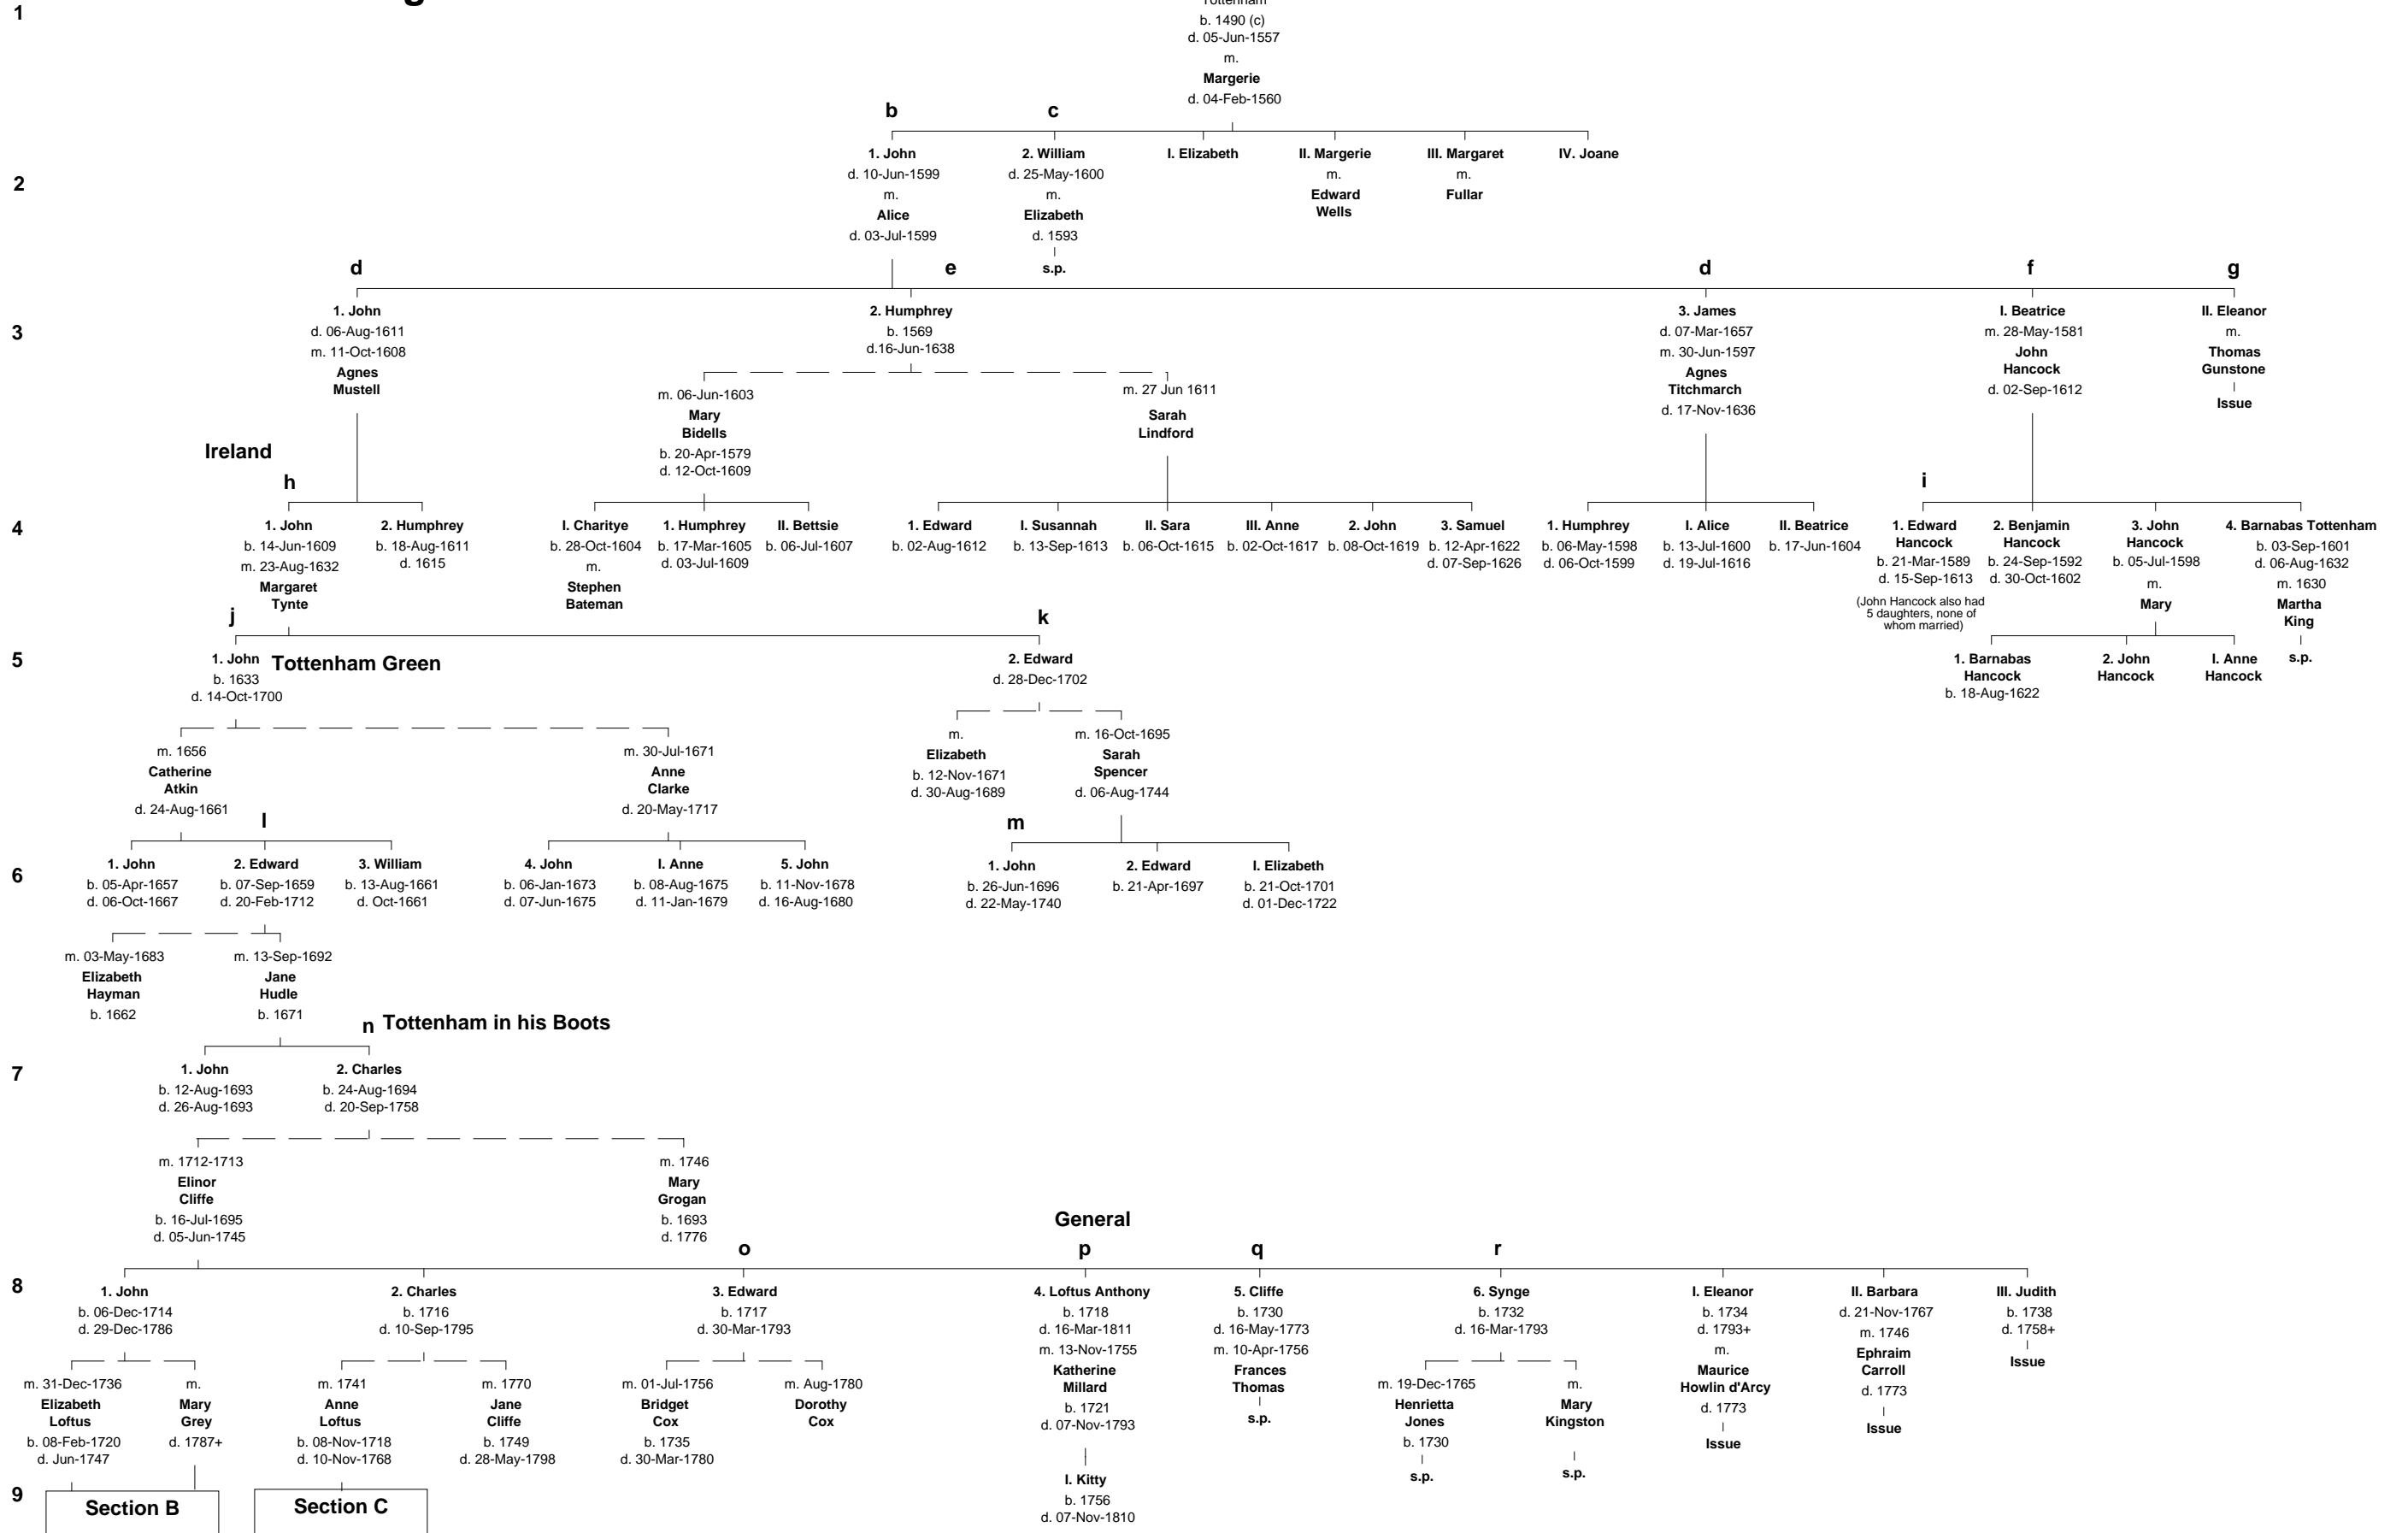 1
Tottenham
b. 1490 (c)
d. 05-Jun-1557
m.
Margerie
d. 04-Feb-1560
b
c
1. John
d. 10-Jun-1599
m.
Alice
d. 03-Jul-1599
2. William
d. 25-May-1600
m.
Elizabeth
d. 1593
s.p.
I. Elizabeth
II. Margerie
m.
Edward
Wells
III. Margaret
m.
Fullar
IV. Joane
2
d
e
d
f
g
1. John
d. 06-Aug-1611
m. 11-Oct-1608
Agnes
Mustell
2. Humphrey
b. 1569
d.16-Jun-1638
m. 06-Jun-1603
Mary
Bidells
b. 20-Apr-1579
d. 12-Oct-1609
m. 27 Jun 1611
Sarah
Lindford
3. James
d. 07-Mar-1657
m. 30-Jun-1597
Agnes
Titchmarch
d. 17-Nov-1636
I. Beatrice
m. 28-May-1581
John
Hancock
d. 02-Sep-1612
II. Eleanor
m.
Thomas
Gunstone
Issue
3
Ireland
h
i
4
1. John
b. 14-Jun-1609
m. 23-Aug-1632
Margaret
Tynte
2. Humphrey
b. 18-Aug-1611
d. 1615
I. Charitye
b. 28-Oct-1604
m.
Stephen
Bateman
1. Humphrey
b. 17-Mar-1605
d. 03-Jul-1609
II. Bettsie
b. 06-Jul-1607
1. Edward
b. 02-Aug-1612
I. Susannah
b. 13-Sep-1613
II. Sara
b. 06-Oct-1615
III. Anne
b. 02-Oct-1617
2. John
b. 08-Oct-1619
3. Samuel
b. 12-Apr-1622
d. 07-Sep-1626
1. Humphrey
b. 06-May-1598
d. 06-Oct-1599
I. Alice
b. 13-Jul-1600
d. 19-Jul-1616
II. Beatrice
b. 17-Jun-1604
1. Edward
Hancock
b. 21-Mar-1589
d. 15-Sep-1613
(John Hancock also had
5 daughters, none of
whom married)
2. Benjamin
Hancock
b. 24-Sep-1592
d. 30-Oct-1602
3. John
Hancock
b. 05-Jul-1598
m.
Mary
4. Barnabas Tottenham
b. 03-Sep-1601
d. 06-Aug-1632
m. 1630
Martha
King
s.p.
j
k
5
1. John
Tottenham Green
b. 1633
d. 14-Oct-1700
2. Edward
d. 28-Dec-1702
1. Barnabas
Hancock
b. 18-Aug-1622
2. John
Hancock
I. Anne
Hancock
m. 1656
Catherine
Atkin
d. 24-Aug-1661
m. 30-Jul-1671
Anne
Clarke
d. 20-May-1717
m.
Elizabeth
b. 12-Nov-1671
d. 30-Aug-1689
m. 16-Oct-1695
Sarah
Spencer
d. 06-Aug-1744
l
m
6
1. John
b. 05-Apr-1657
d. 06-Oct-1667
2. Edward
b. 07-Sep-1659
d. 20-Feb-1712
3. William
b. 13-Aug-1661
d. Oct-1661
4. John
b. 06-Jan-1673
d. 07-Jun-1675
I. Anne
b. 08-Aug-1675
d. 11-Jan-1679
5. John
b. 11-Nov-1678
d. 16-Aug-1680
1. John
b. 26-Jun-1696
d. 22-May-1740
2. Edward
b. 21-Apr-1697
I. Elizabeth
b. 21-Oct-1701
d. 01-Dec-1722
m. 03-May-1683
Elizabeth
Hayman
b. 1662
m. 13-Sep-1692
Jane
Hudle
b. 1671
n
Tottenham in his Boots
7
1. John
b. 12-Aug-1693
d. 26-Aug-1693
2. Charles
b. 24-Aug-1694
d. 20-Sep-1758
m. 1712-1713
Elinor
Cliffe
b. 16-Jul-1695
d. 05-Jun-1745
m. 1746
Mary
Grogan
b. 1693
d. 1776
General
o
p
q
r
8
1. John
b. 06-Dec-1714
d. 29-Dec-1786
2. Charles
b. 1716
d. 10-Sep-1795
3. Edward
b. 1717
d. 30-Mar-1793
4. Loftus Anthony
b. 1718
d. 16-Mar-1811
m. 13-Nov-1755
Katherine
Millard
b. 1721
d. 07-Nov-1793
5. Cliffe
b. 1730
d. 16-May-1773
m. 10-Apr-1756
Frances
Thomas
s.p.
6. Synge
b. 1732
d. 16-Mar-1793
I. Eleanor
b. 1734
d. 1793+
m.
Maurice
Howlin d'Arcy
d. 1773
Issue
II. Barbara
d. 21-Nov-1767
m. 1746
Ephraim
Carroll
d. 1773
Issue
III. Judith
b. 1738
d. 1758+
Issue
m. 31-Dec-1736
Elizabeth
Loftus
b. 08-Feb-1720
d. Jun-1747
m.
Mary
Grey
d. 1787+
m. 1741
Anne
Loftus
b. 08-Nov-1718
d. 10-Nov-1768
m. 1770
Jane
Cliffe
b. 1749
d. 28-May-1798
m. 01-Jul-1756
Bridget
Cox
b. 1735
d. 30-Mar-1780
m. Aug-1780
Dorothy
Cox
m. 19-Dec-1765
Henrietta
Jones
b. 1730
s.p.
m.
Mary
Kingston
s.p.
9
Section B
Section C
I. Kitty
b. 1756
d. 07-Nov-1810